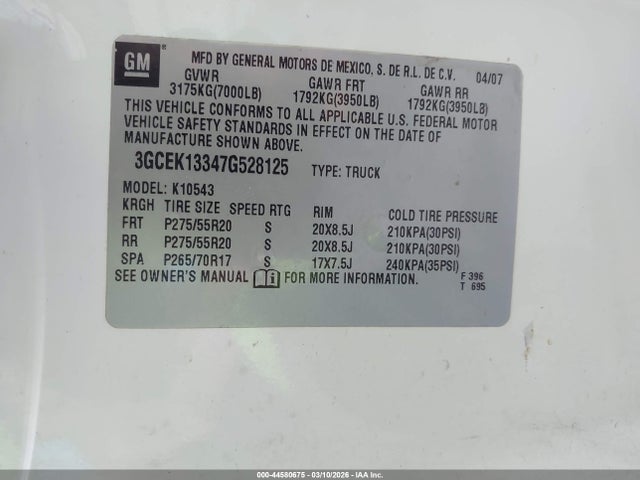 GM
MFD BY GENERAL MOTORS DE MEXICO, S. DE R.L. DE C.V. 04/07
GVWR GAWR FRT GAWR RR
3175KG(7000LB) 1792KG(3950LB) 1792KG(3950LB)
THIS VEHICLE CONFORMS TO ALL APPLICABLE U.S. FEDERAL MOTOR
VEHICLE SAFETY STANDARDS IN EFFECT ON THE DATE OF
MANUFACTURE SHOWN ABOVE.
3GCEK13347G528125 TYPE: TRUCK
MODEL: K10543
KRGH TIRE SIZE SPEED RTG RIM COLD TIRE PRESSURE
FRT P275/55R20 S 20X8.5J 210KPA(30PSI)
RR P275/55R20 S 20X8.5J 210KPA(30PSI)
SPA P265/70R17 S 17X7.5J 240KPA(35PSI)
SEE OWNER'S MANUAL FOR MORE INFORMATION. F 396
T 695
000-44580675 - 03/10/2026 - IAAI.COM